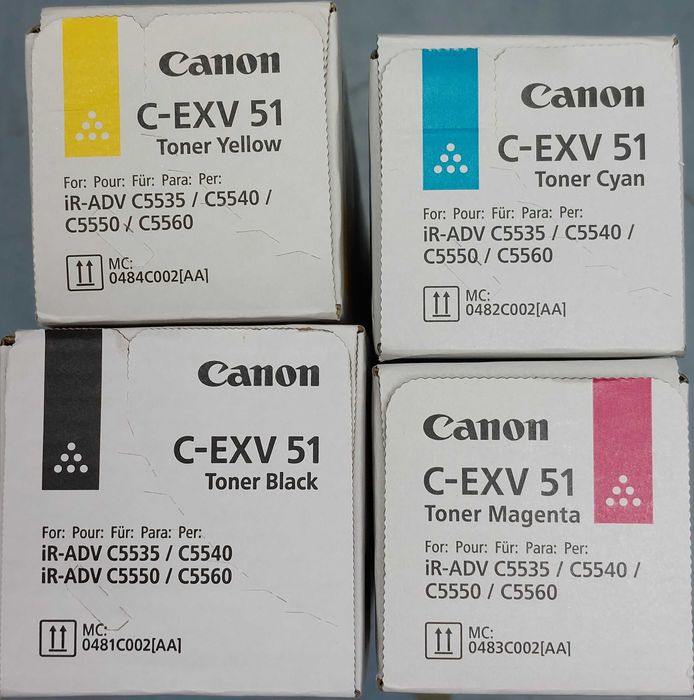 Canon
C-EXV 51
Toner Yellow
For: Pour: Für: Para: Per:
iR-ADV C5535 / C5540 /
C5550 / C5560
MC:
0484C002[AA]
Canon
C-EXV 51
Toner Cyan
For: Pour: Für: Para: Per:
iR-ADV C5535 / C5540 /
C5550 / C5560
MC:
0482C002[AA]
Canon
C-EXV 51
Toner Black
For: Pour: Für: Para: Per:
iR-ADV C5535 / C5540
iR-ADV C5550 / C5560
MC:
0481C002[AA]
Canon
C-EXV 51
Toner Magenta
For: Pour: Für: Para: Per:
iR-ADV C5535 / C5540 /
C5550 / C5560
MC:
0483C002[AA]